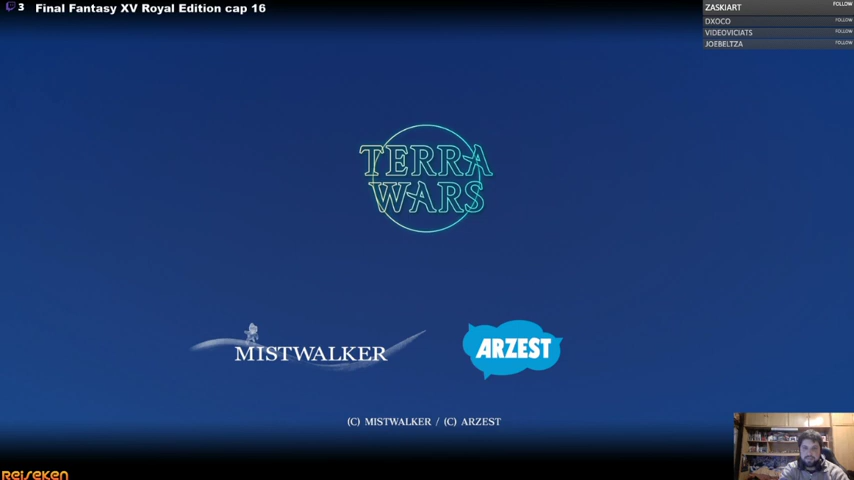 3 Final Fantasy XV Royal Edition cap 16
ZASKIART FOLLOW
DXOCO FOLLOW
VIDEOVICIATS FOLLOW
JOEBELTZA FOLLOW
TERRA
WARS
MISTWALKER
ARZEST
(C) MISTWALKER / (C) ARZEST
REISEKEN